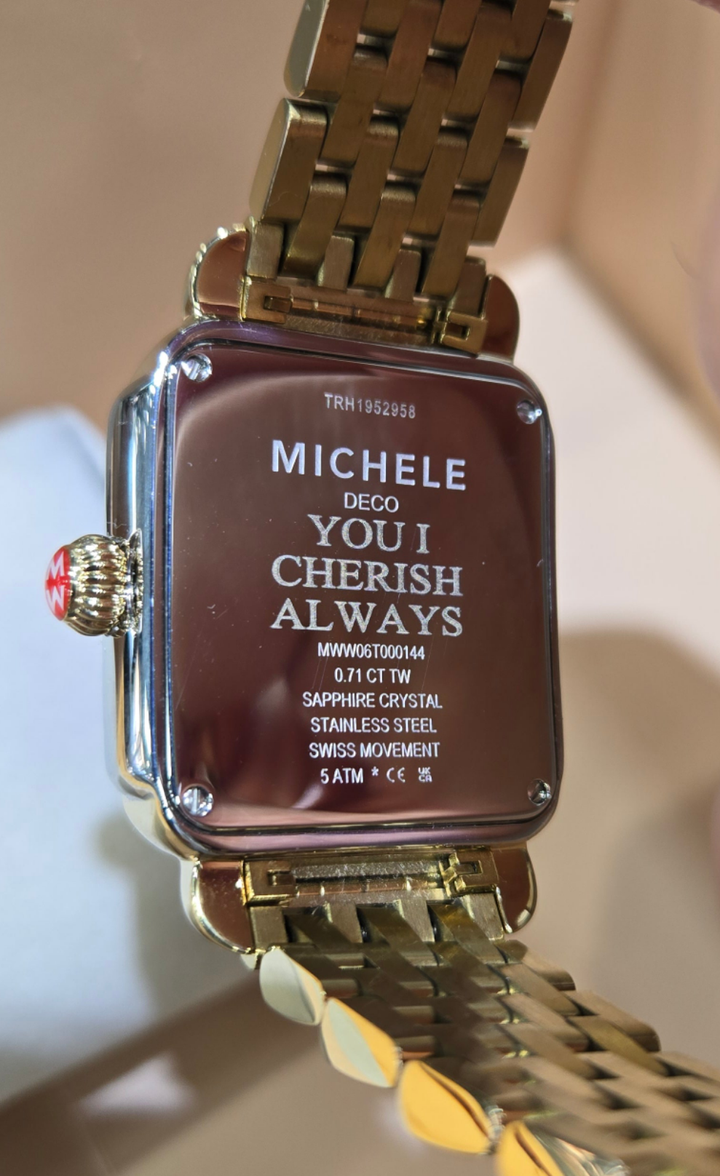 TRH1952958
MICHELE
DECO
YOU I
CHERISH
ALWAYS
MWW06T000144
0.71 CT TW
SAPPHIRE CRYSTAL
STAINLESS STEEL
SWISS MOVEMENT
5 ATM * CE UK CA